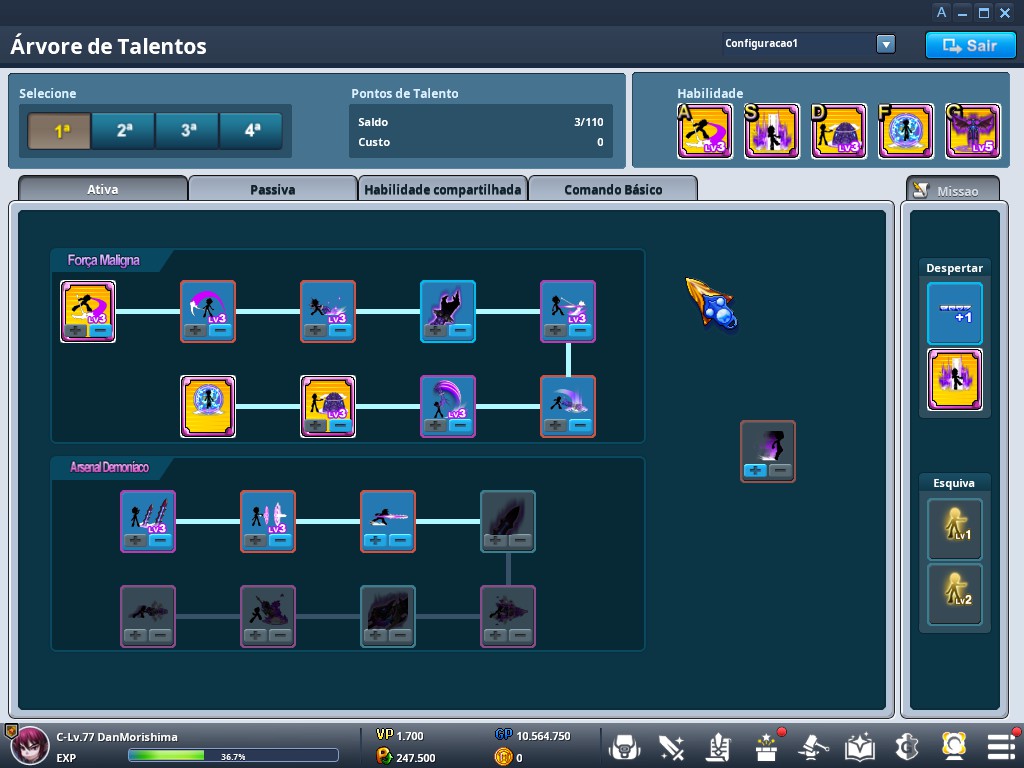 A
Árvore de Talentos
Configuracao1
Sair
Selecione
1ª 2ª 3ª 4ª
Pontos de Talento
Saldo 3/110
Custo 0
Habilidade
A S D F G
LV3 LV3 LV5
Ativa Passiva Habilidade compartilhada Comando Básico
Missao
Força Maligna
LV3 LV3 LV3 LV3
LV3 LV3
Arsenal Demoníaco
LV3 LV3
Despertar
+1
Esquiva
LV1
LV2
C-Lv.77 DanMorishima
EXP 36.7%
VP 1.700
247.500
GP 10.564.750
0